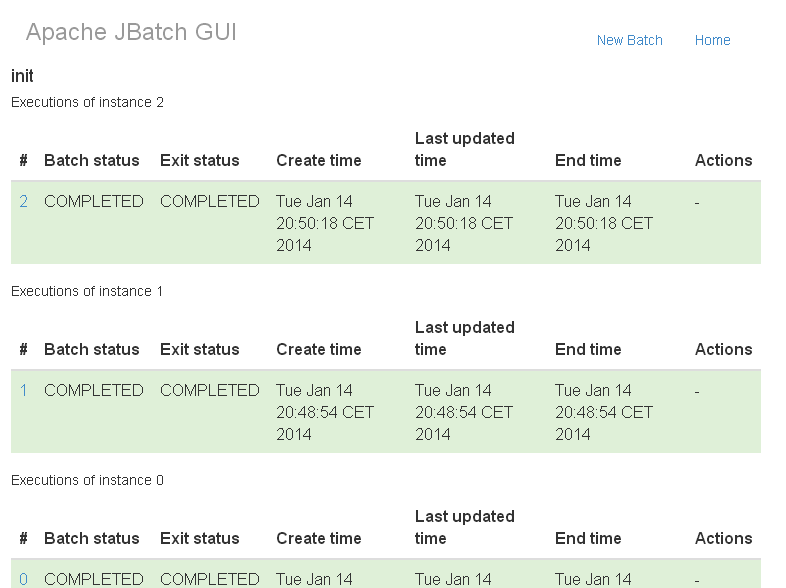 Apache JBatch GUI
New Batch Home
init
Executions of instance 2
# Batch status Exit status Create time Last updated time End time Actions
2 COMPLETED COMPLETED Tue Jan 14 20:50:18 CET 2014 Tue Jan 14 20:50:18 CET 2014 Tue Jan 14 20:50:18 CET 2014 -
Executions of instance 1
# Batch status Exit status Create time Last updated time End time Actions
1 COMPLETED COMPLETED Tue Jan 14 20:48:54 CET 2014 Tue Jan 14 20:48:54 CET 2014 Tue Jan 14 20:48:54 CET 2014 -
Executions of instance 0
# Batch status Exit status Create time Last updated time End time Actions
0 COMPLETED COMPLETED Tue Jan 14 Tue Jan 14 Tue Jan 14 -